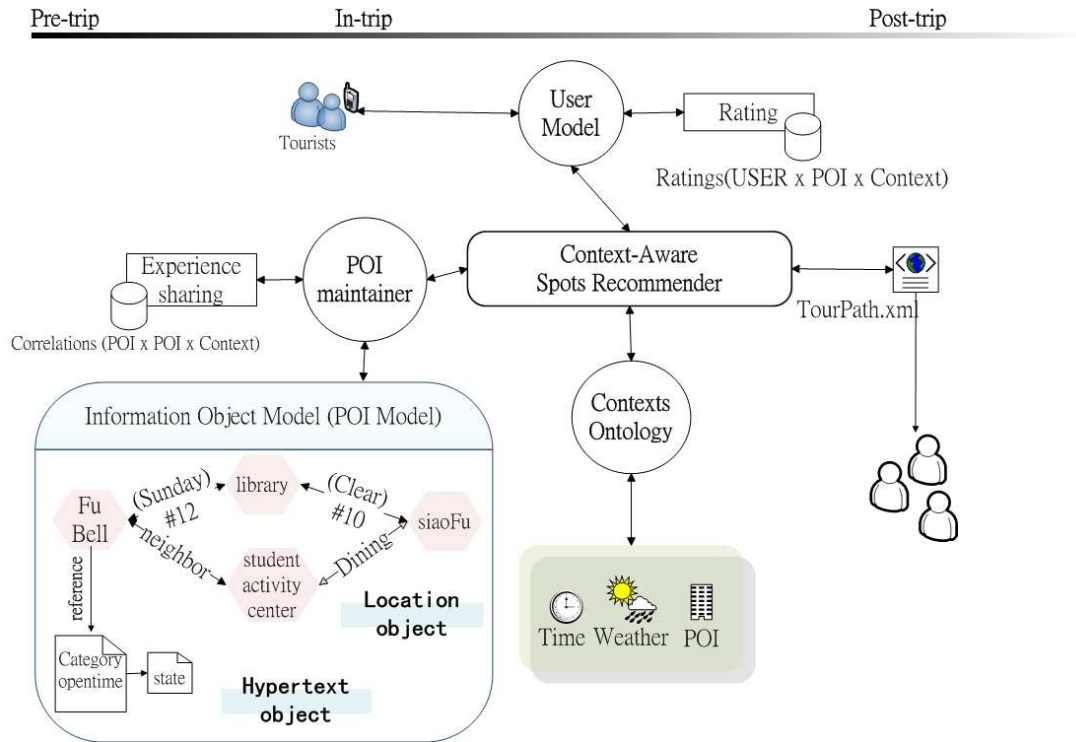 Pre-trip
In-trip
Post-trip
User
Model
Rating
Tourists
Ratings(USER x POI x Context)
Experience
sharing
POI
maintainer
Context-Aware
Spots Recommender
TourPath.xml
Correlations (POI x POI x Context)
Information Object Model (POI Model)
Contexts
Ontology
Fu
Bell
(Sunday)
#12
library
(Clear)
#10
siaoFu
neighbor
student
activity
center
Dining
reference
Location
object
Category
opentime
state
Hypertext
object
Time
Weather
POI